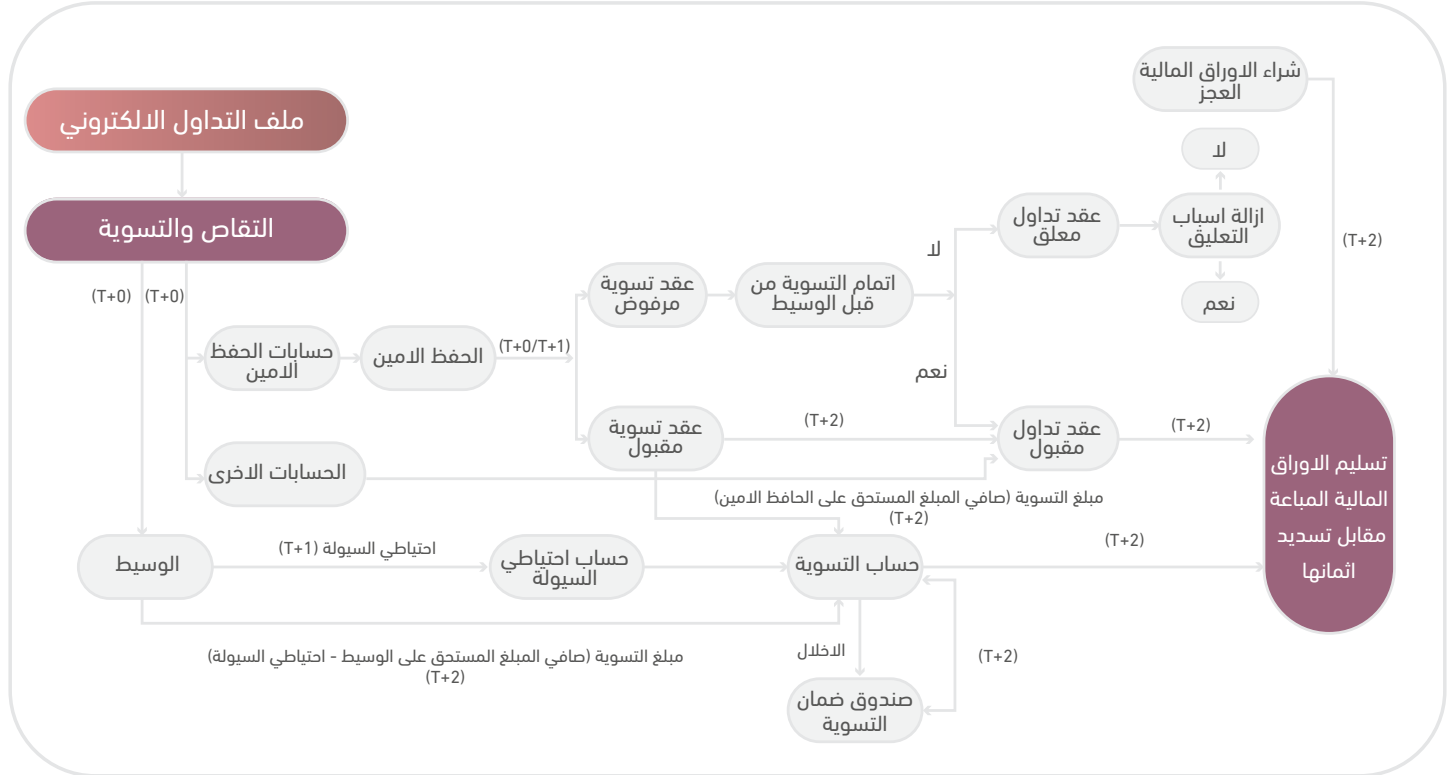 شراء الاوراق المالية
العجز
ملف التداول الالكتروني
لا
التقاص والتسوية
عقد تداول
معلق
ازالة اسباب
التعليق
(T+2)
لا
(T+0)
(T+0)
عقد تسوية
مرفوض
اتمام التسوية من
قبل الوسيط
نعم
حسابات الحفظ
الامين
الحفظ الامين
(T+0/T+1)
نعم
عقد تسوية
مقبول
(T+2)
عقد تداول
مقبول
(T+2)
الحسابات الاخرى
تسليم الاوراق
المالية المباعة
مقابل تسديد
اثمانها
مبلغ التسوية (صافي المبلغ المستحق على الحافظ الامين)
(T+2)
الوسيط
احتياطي السيولة (T+1)
حساب احتياطي
السيولة
حساب التسوية
(T+2)
مبلغ التسوية (صافي المبلغ المستحق على الوسيط - احتياطي السيولة)
(T+2)
الاخلال
(T+2)
صندوق ضمان
التسوية